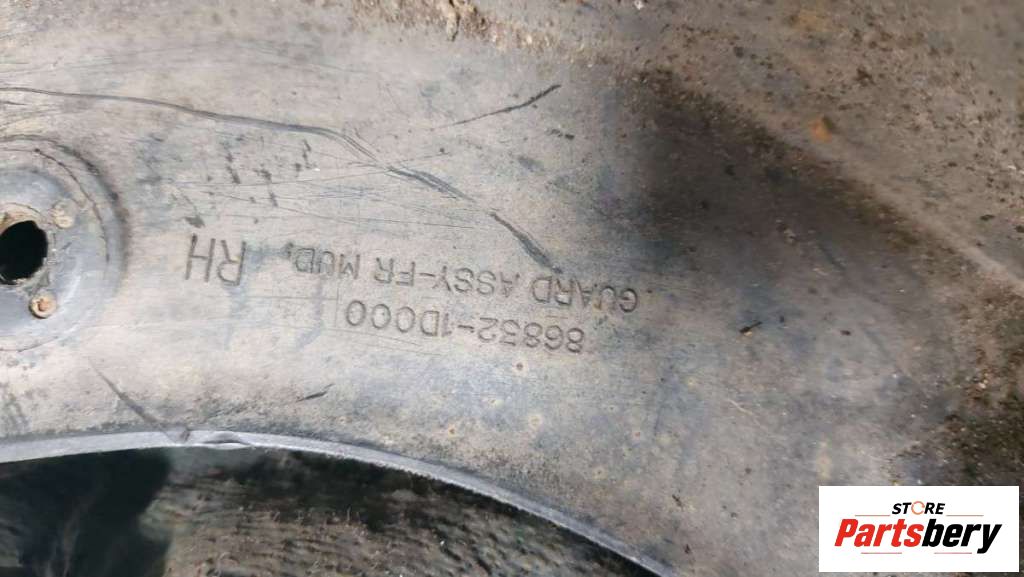 86832-1D000
GUARD ASSY-FR MUD, RH
STORE
Partsbery